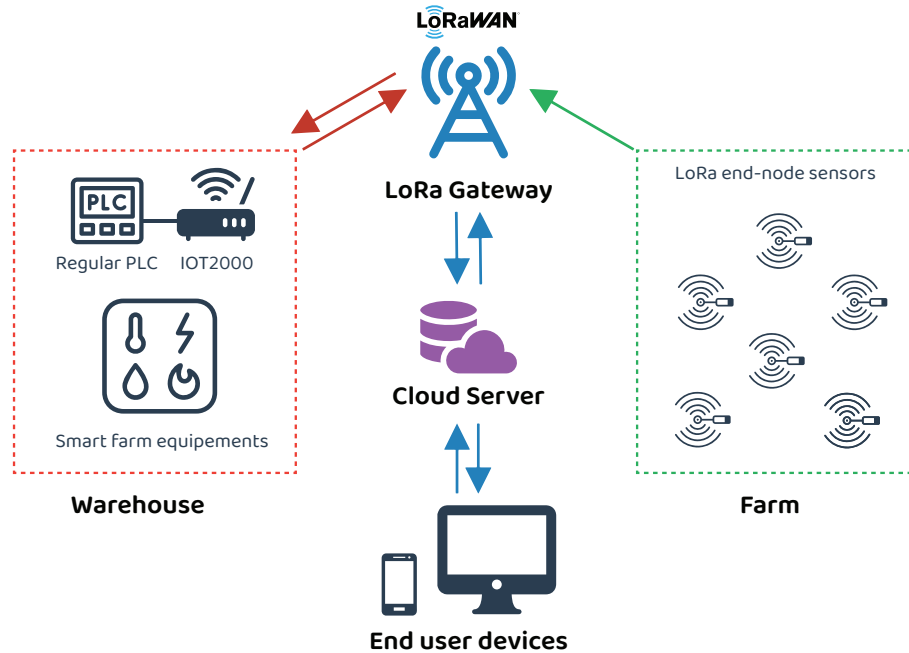 LoRaWAN
LoRa Gateway
LoRa end-node sensors
PLC
Regular PLC
IOT2000
Smart farm equipements
Warehouse
Cloud Server
Farm
End user devices